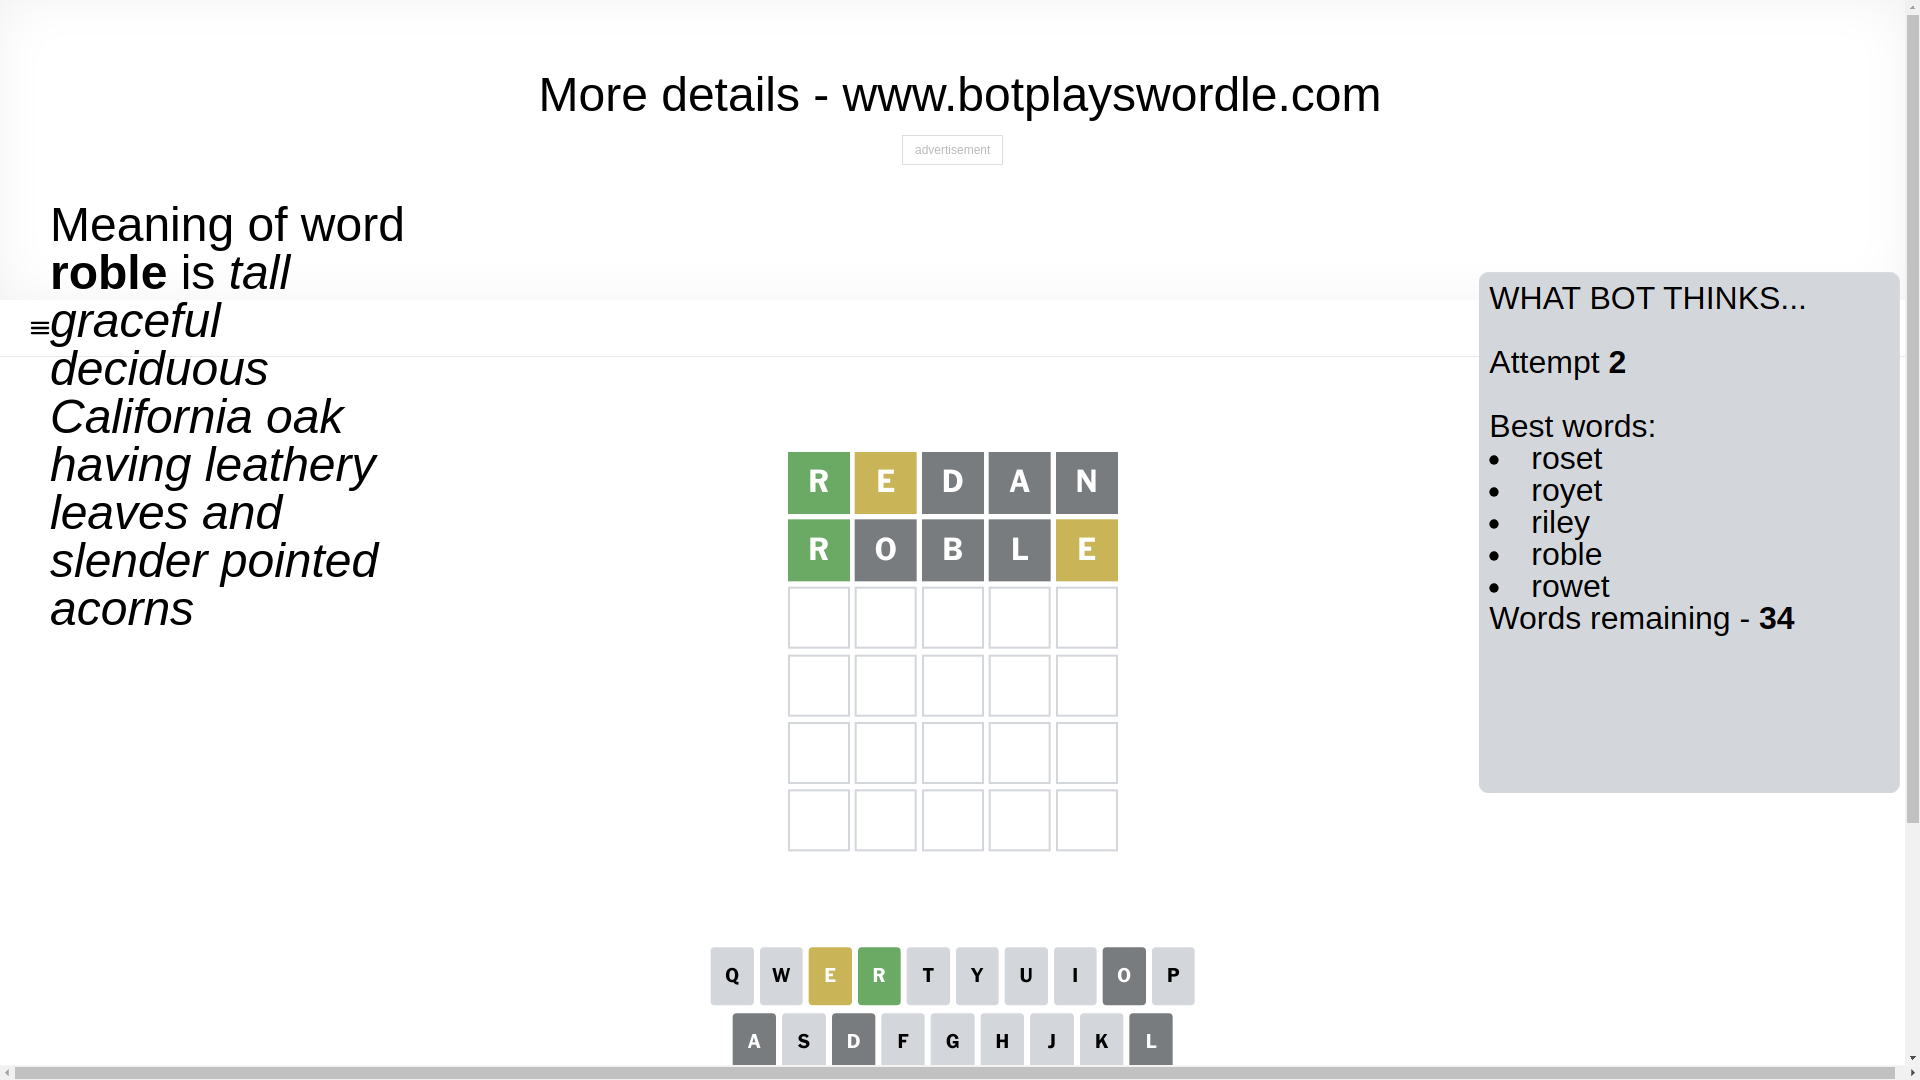 More details - www.botplayswordle.com
advertisement
Meaning of word
roble is tall
graceful
deciduous
California oak
having leathery
leaves and
slender pointed
acorns
R E D A N
R O B L E
WHAT BOT THINKS...
Attempt 2
Best words:
• roset
• royet
• riley
• roble
• rowet
Words remaining - 34
Q W E R T Y U I O P
A S D F G H J K L